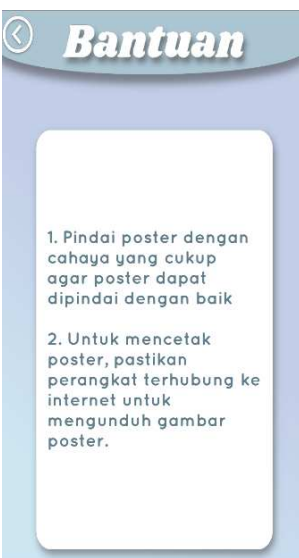 Bantuan
1. Pindai poster dengan
cahaya yang cukup
agar poster dapat
dipindai dengan baik
2. Untuk mencetak
poster, pastikan
perangkat terhubung ke
internet untuk
mengunduh gambar
poster.